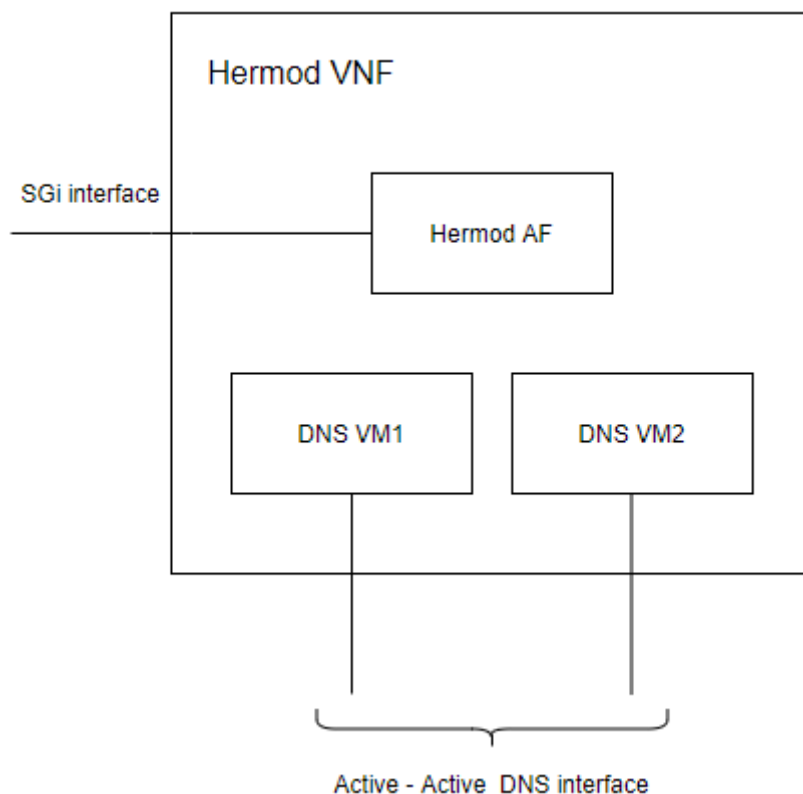 Hermod VNF
SGi interface
Hermod AF
DNS VM1
DNS VM2
Active - Active DNS interface